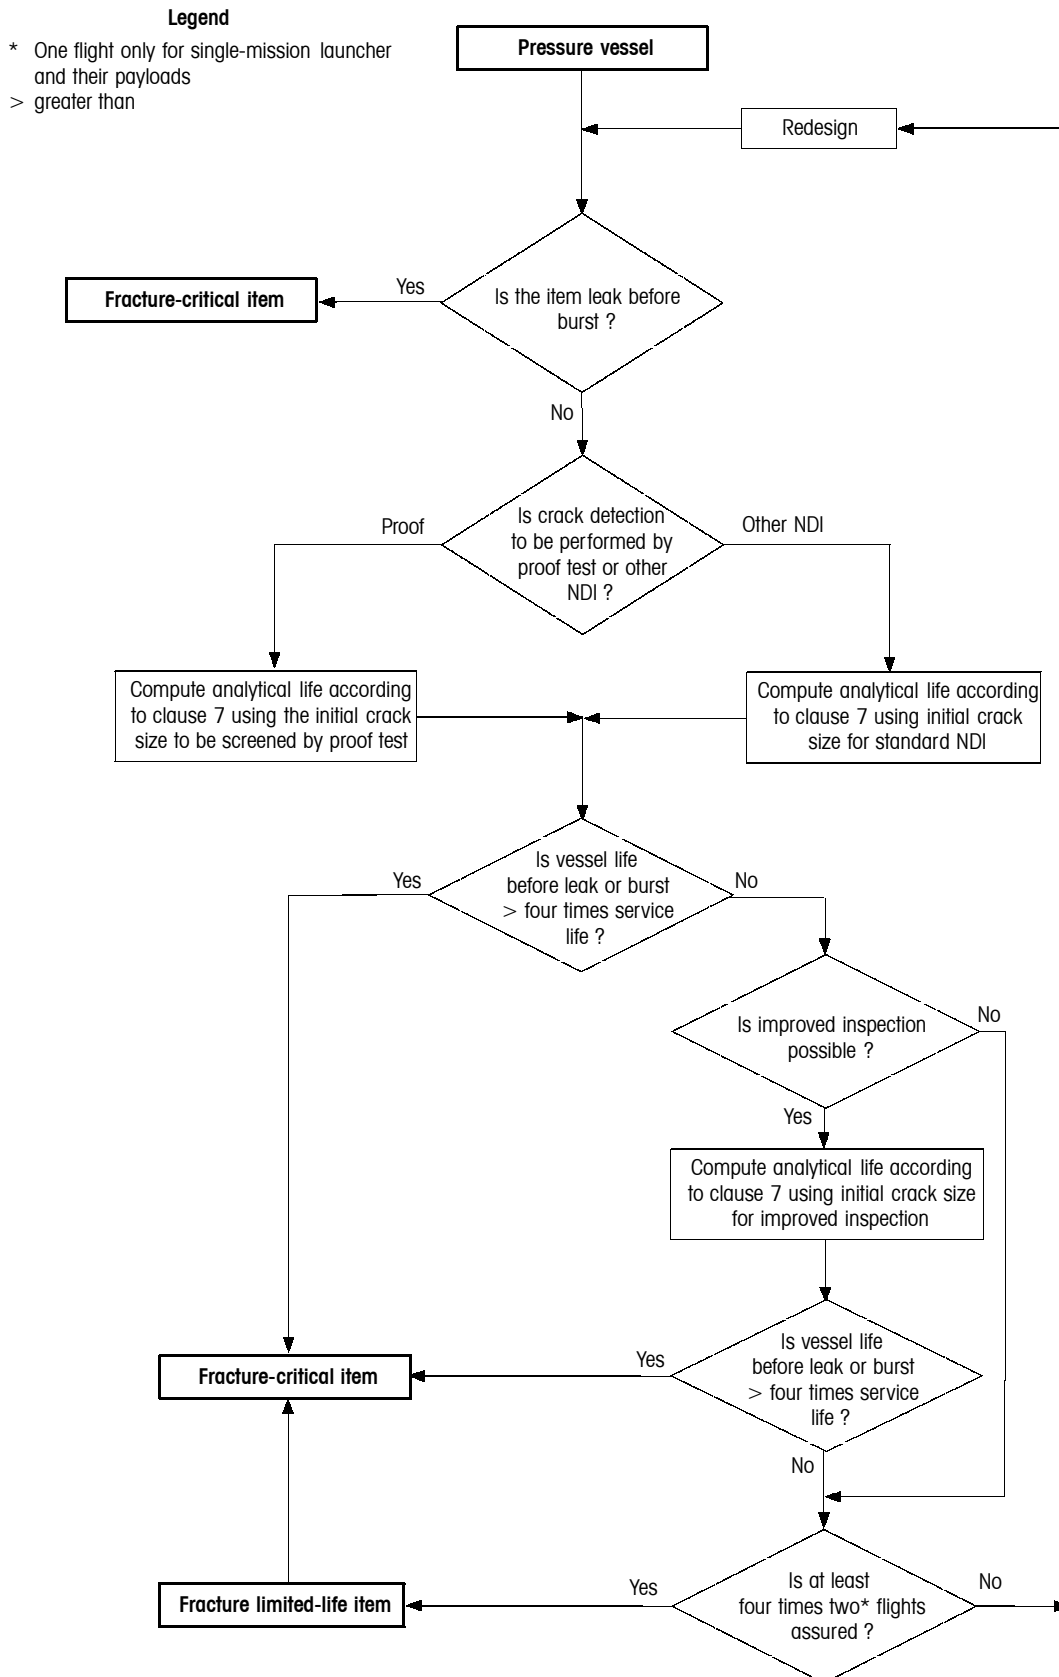 Legend
* One flight only for single-mission launcher
and their payloads
> greater than
Pressure vessel
Redesign
Is the item leak before
burst ?
Yes
Fracture-critical item
No
Is crack detection
to be performed by
proof test or other
NDI ?
Proof
Other NDI
Compute analytical life according
to clause 7 using the initial crack
size to be screened by proof test
Compute analytical life according
to clause 7 using initial crack
size for standard NDI
Is vessel life
before leak or burst
> four times service
life ?
Yes
No
Is improved inspection
possible ?
No
Yes
Compute analytical life according
to clause 7 using initial crack size
for improved inspection
Is vessel life
before leak or burst
> four times service
life ?
Yes
Fracture-critical item
No
Is at least
four times two* flights
assured ?
Yes
No
Fracture limited-life item